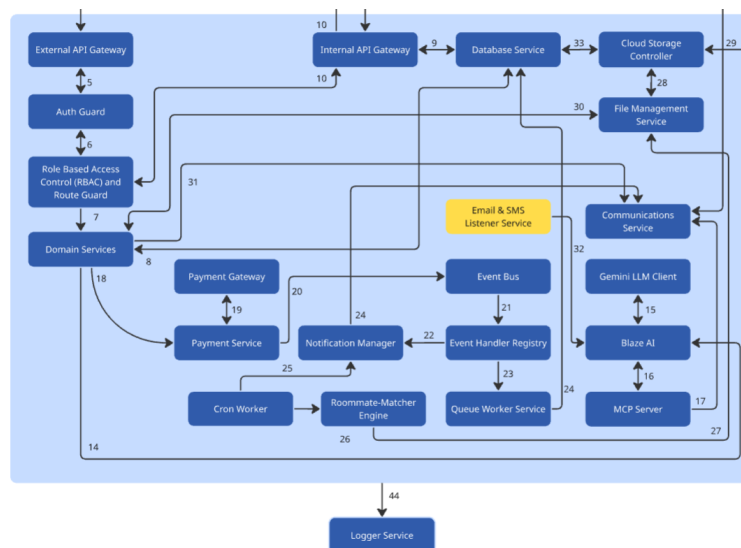 10
External API Gateway
Internal API Gateway
9
Database Service
33
Cloud Storage
Controller
29
5
10
28
Auth Guard
30
File Management
Service
6
Role Based Access
Control (RBAC) and
Route Guard
31
7
Email & SMS
Listener Service
Communications
Service
Domain Services
8
32
18
Payment Gateway
20
Event Bus
Gemini LLM Client
19
21
15
24
Payment Service
Notification Manager
22
Event Handler Registry
Blaze AI
25
23
24
16
Cron Worker
Roommate-Matcher
Engine
Queue Worker Service
MCP Server
17
26
27
14
44
Logger Service